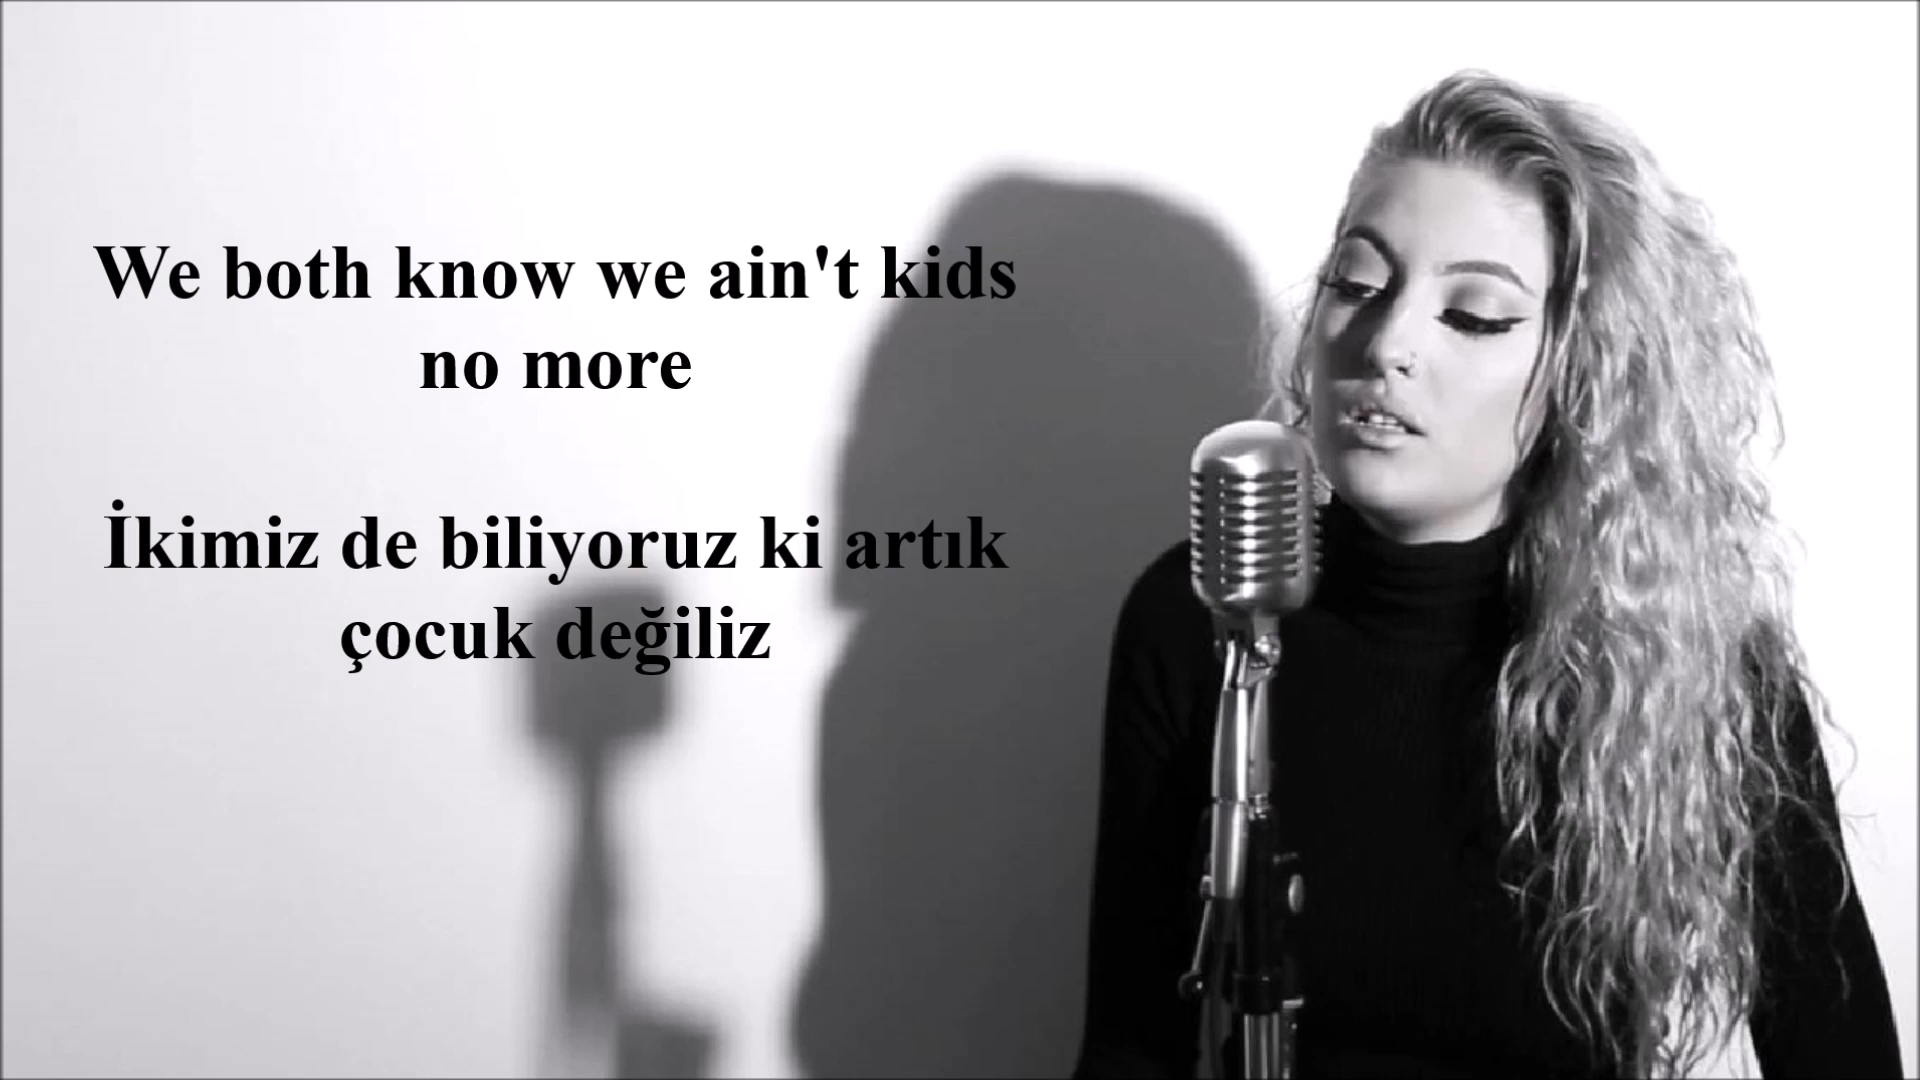 We both know we ain't kids
no more
İkimiz de biliyoruz ki artık
çocuk değiliz